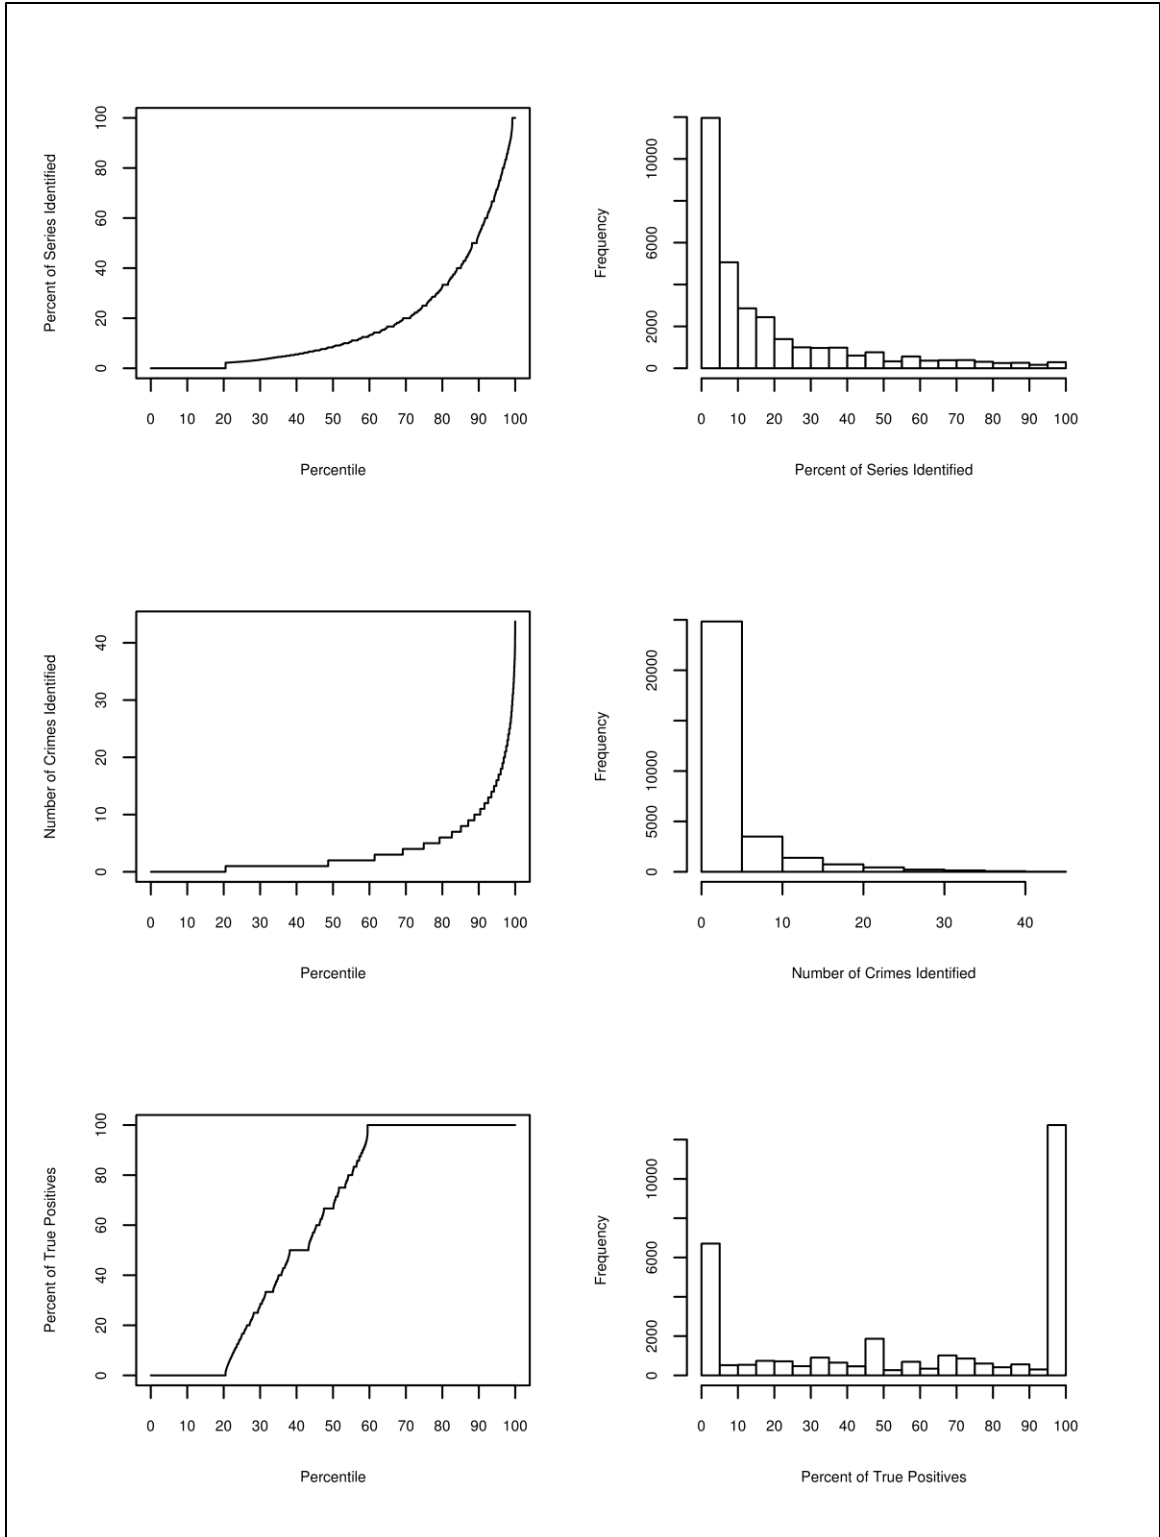 Percent of Series Identified
0 20 40 60 80 100
0 10 20 30 40 50 60 70 80 90 100
Percentile
Frequency
0 2000 6000 10000
0 10 20 30 40 50 60 70 80 90 100
Percent of Series Identified
Number of Crimes Identified
0 10 20 30 40
0 10 20 30 40 50 60 70 80 90 100
Percentile
Frequency
0 5000 10000 20000
0 10 20 30 40
Number of Crimes Identified
Percent of True Positives
0 20 40 60 80 100
0 10 20 30 40 50 60 70 80 90 100
Percentile
Frequency
0 2000 6000 10000
0 10 20 30 40 50 60 70 80 90 100
Percent of True Positives